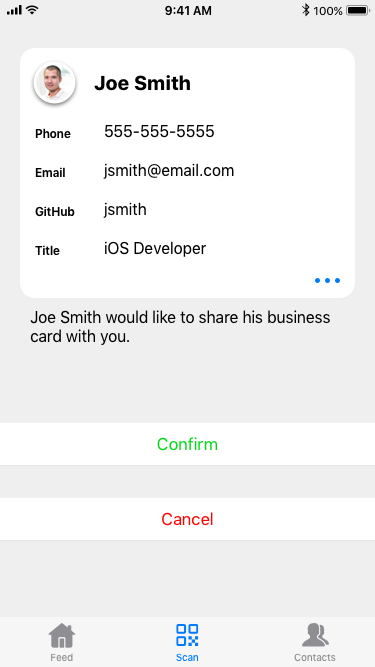 9:41 AM
100%
Joe Smith
Phone 555-555-5555
Email jsmith@email.com
GitHub jsmith
Title iOS Developer
Joe Smith would like to share his business
card with you.
Confirm
Cancel
Feed Scan Contacts